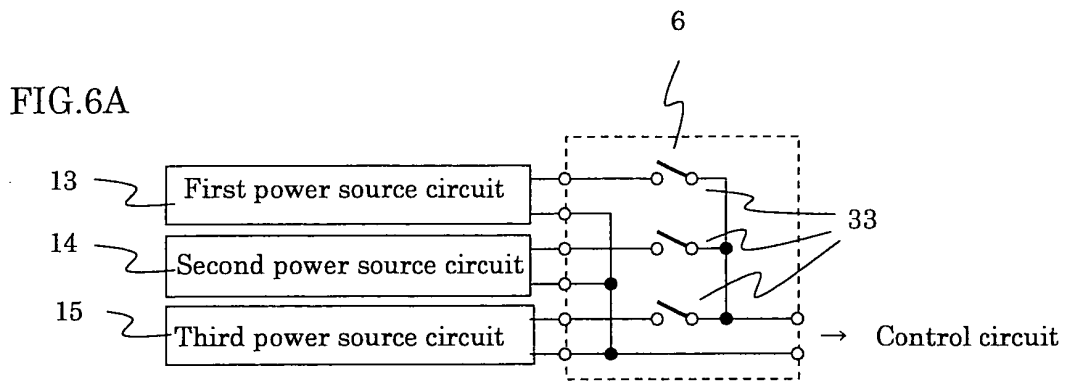 6
FIG.6A
13
First power source circuit
33
14
Second power source circuit
15
Third power source circuit
→ Control circuit